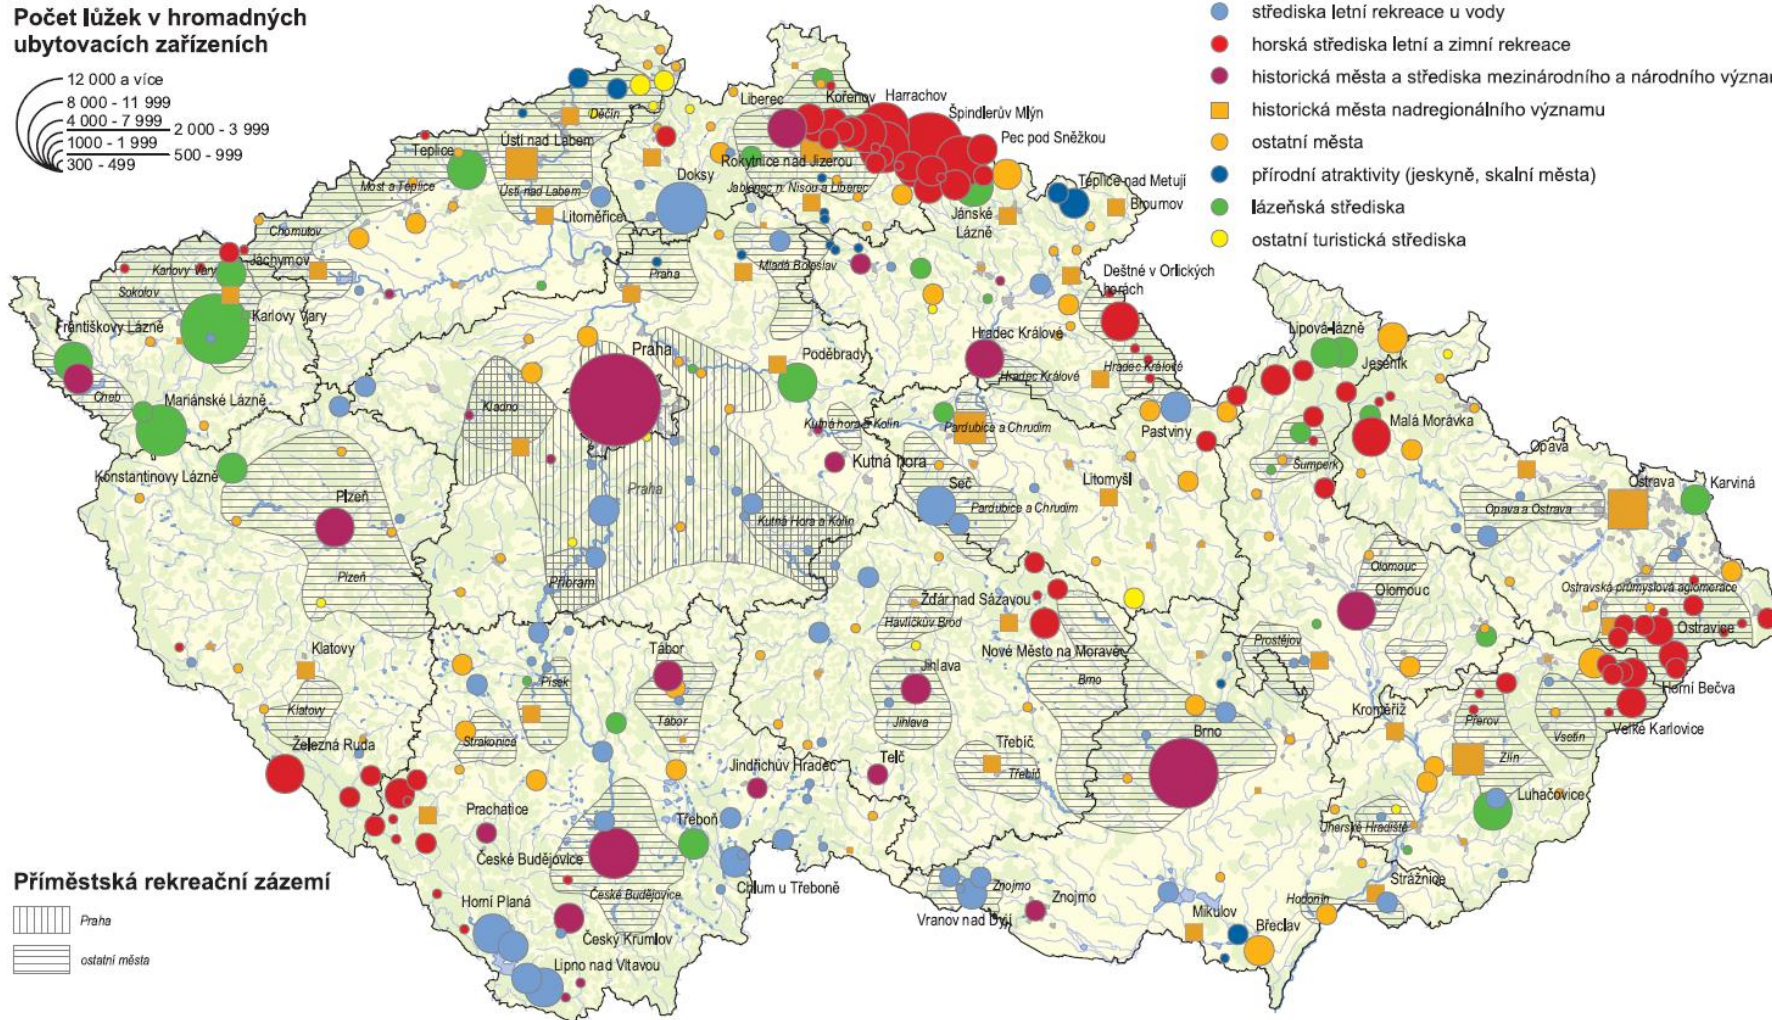 Počet lůžek v hromadných
ubytovacích zařízeních
12 000 a více
8 000 - 11 999
4 000 - 7 999
2 000 - 3 999
1000 - 1 999
500 - 999
300 - 499
střediska letní rekreace u vody
horská střediska letní a zimní rekreace
historická města a střediska mezinárodního a národního význam
historická města nadregionálního významu
ostatní města
přírodní atraktivity (jeskyně, skalní města)
lázeňská střediska
ostatní turistická střediska
Liberec
Kořenov
Harrachov
Špindlerův Mlýn
Pec pod Sněžkou
Děčín
Ústí nad Labem
Teplice
Rokytnice nad Jizerou
Most a Teplice
Ústí nad Labem
Doksy
Jablonec n. Nisou a Liberec
Teplice nad Metují
Broumov
Litoměřice
Jánské
Lázně
Chomutov
Jáchymov
Karlovy Vary
Praha
Mladá Boleslav
Deštné v Orlických
horách
Sokolov
Františkovy Lázně
Karlovy Vary
Lipová-lázně
Praha
Poděbrady
Hradec Králové
Jeseník
Hradec Králové
Hradec Králové
Cheb
Mariánské Lázně
Kladno
Kutná hora a Kolín
Pardubice a Chrudim
Pastviny
Malá Morávka
Opava
Kutná hora
Konstantinovy Lázně
Šumperk
Litomyšl
Seč
Ostrava
Karviná
Plzeň
Praha
Pardubice a Chrudim
Opava a Ostrava
Kutná Hora a Kolín
Plzeň
Příbram
Olomouc
Olomouc
Ostravská průmyslová aglomerace
Žďár nad Sázavou
Havlíčkův Brod
Ostravice
Klatovy
Tábor
Nové Město na Moravě
Prostějov
Jihlava
Brno
Písek
Horní Bečva
Klatovy
Tábor
Jihlava
Kroměříž
Přerov
Velké Karlovice
Vsetín
Strakonice
Železná Ruda
Třebíč
Brno
Jindřichův Hradec
Telč
Třebíč
Zlín
Prachatice
Třeboň
Luhačovice
Uherské Hradiště
České Budějovice
Chlum u Třeboně
Příměstská rekreační zázemí
České Budějovice
Znojmo
Strážnice
Horní Planá
Vranov nad Dyjí
Znojmo
Mikulov
Hodonín
Praha
Český Krumlov
Břeclav
ostatní města
Lipno nad Vltavou